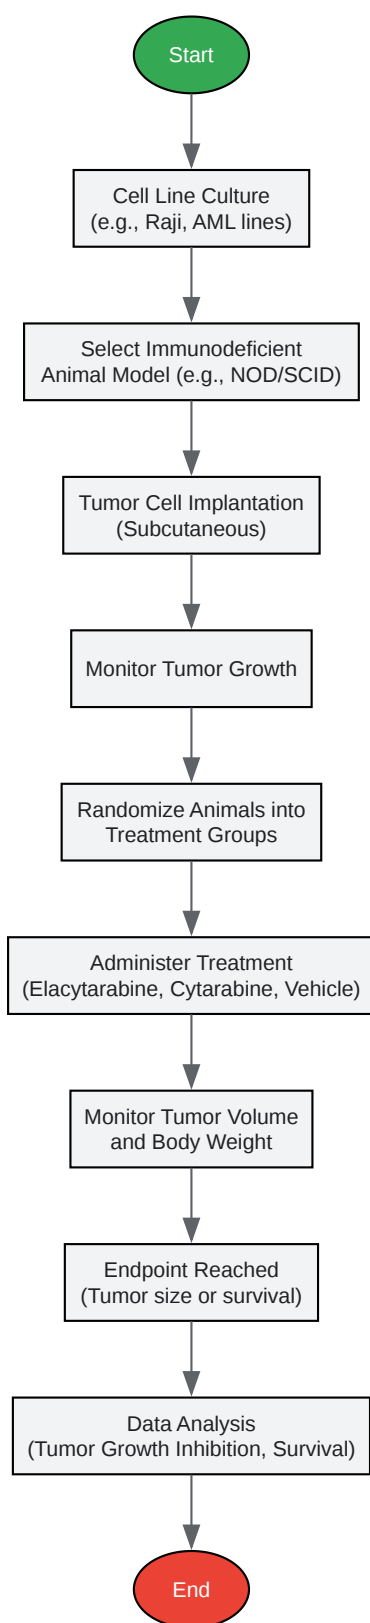 Start
Cell Line Culture
(e.g., Raji, AML lines)
Select Immunodeficient
Animal Model (e.g., NOD/SCID)
Tumor Cell Implantation
(Subcutaneous)
Monitor Tumor Growth
Randomize Animals into
Treatment Groups
Administer Treatment
(Elacytarabine, Cytarabine, Vehicle)
Monitor Tumor Volume
and Body Weight
Endpoint Reached
(Tumor size or survival)
Data Analysis
(Tumor Growth Inhibition, Survival)
End